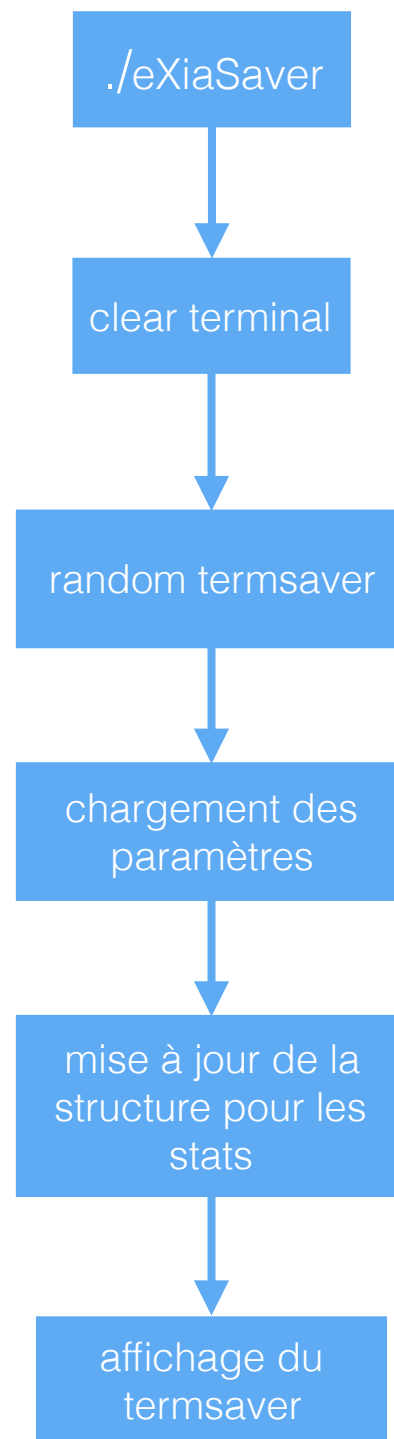 ./eXiaSaver
clear terminal
random termsaver
chargement des
paramètres
mise à jour de la
structure pour les
stats
affichage du
termsaver